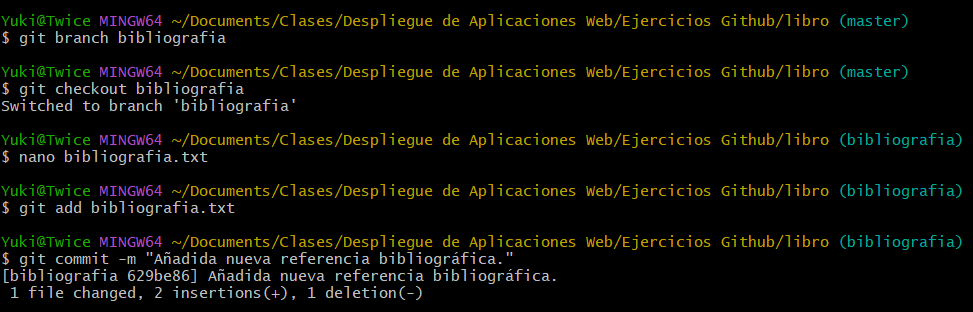 Yuki@Twice MINGW64 ~/Documents/Clases/Despliegue de Aplicaciones Web/Ejercicios Github/libro (master)
$ git branch bibliografia
Yuki@Twice MINGW64 ~/Documents/Clases/Despliegue de Aplicaciones Web/Ejercicios Github/libro (master)
$ git checkout bibliografia
Switched to branch 'bibliografia'
Yuki@Twice MINGW64 ~/Documents/Clases/Despliegue de Aplicaciones Web/Ejercicios Github/libro (bibliografia)
$ nano bibliografia.txt
Yuki@Twice MINGW64 ~/Documents/Clases/Despliegue de Aplicaciones Web/Ejercicios Github/libro (bibliografia)
$ git add bibliografia.txt
Yuki@Twice MINGW64 ~/Documents/Clases/Despliegue de Aplicaciones Web/Ejercicios Github/libro (bibliografia)
$ git commit -m "Añadida nueva referencia bibliográfica."
[bibliografia 629be86] Añadida nueva referencia bibliográfica.
1 file changed, 2 insertions(+), 1 deletion(-)